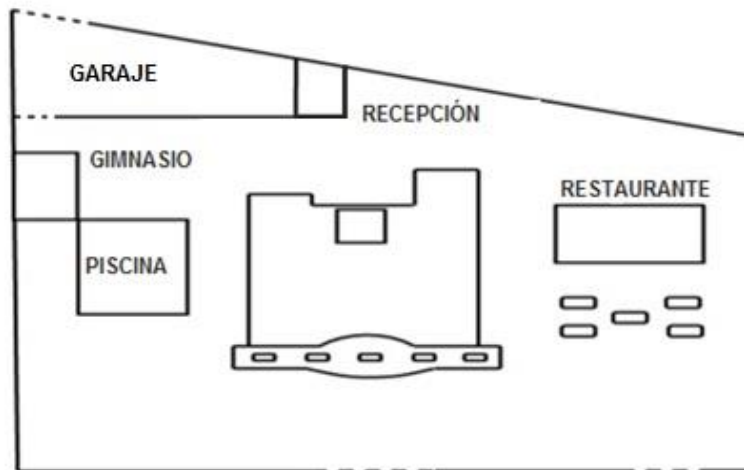 GARAJE
RECEPCIÓN
GIMNASIO
RESTAURANTE
PISCINA